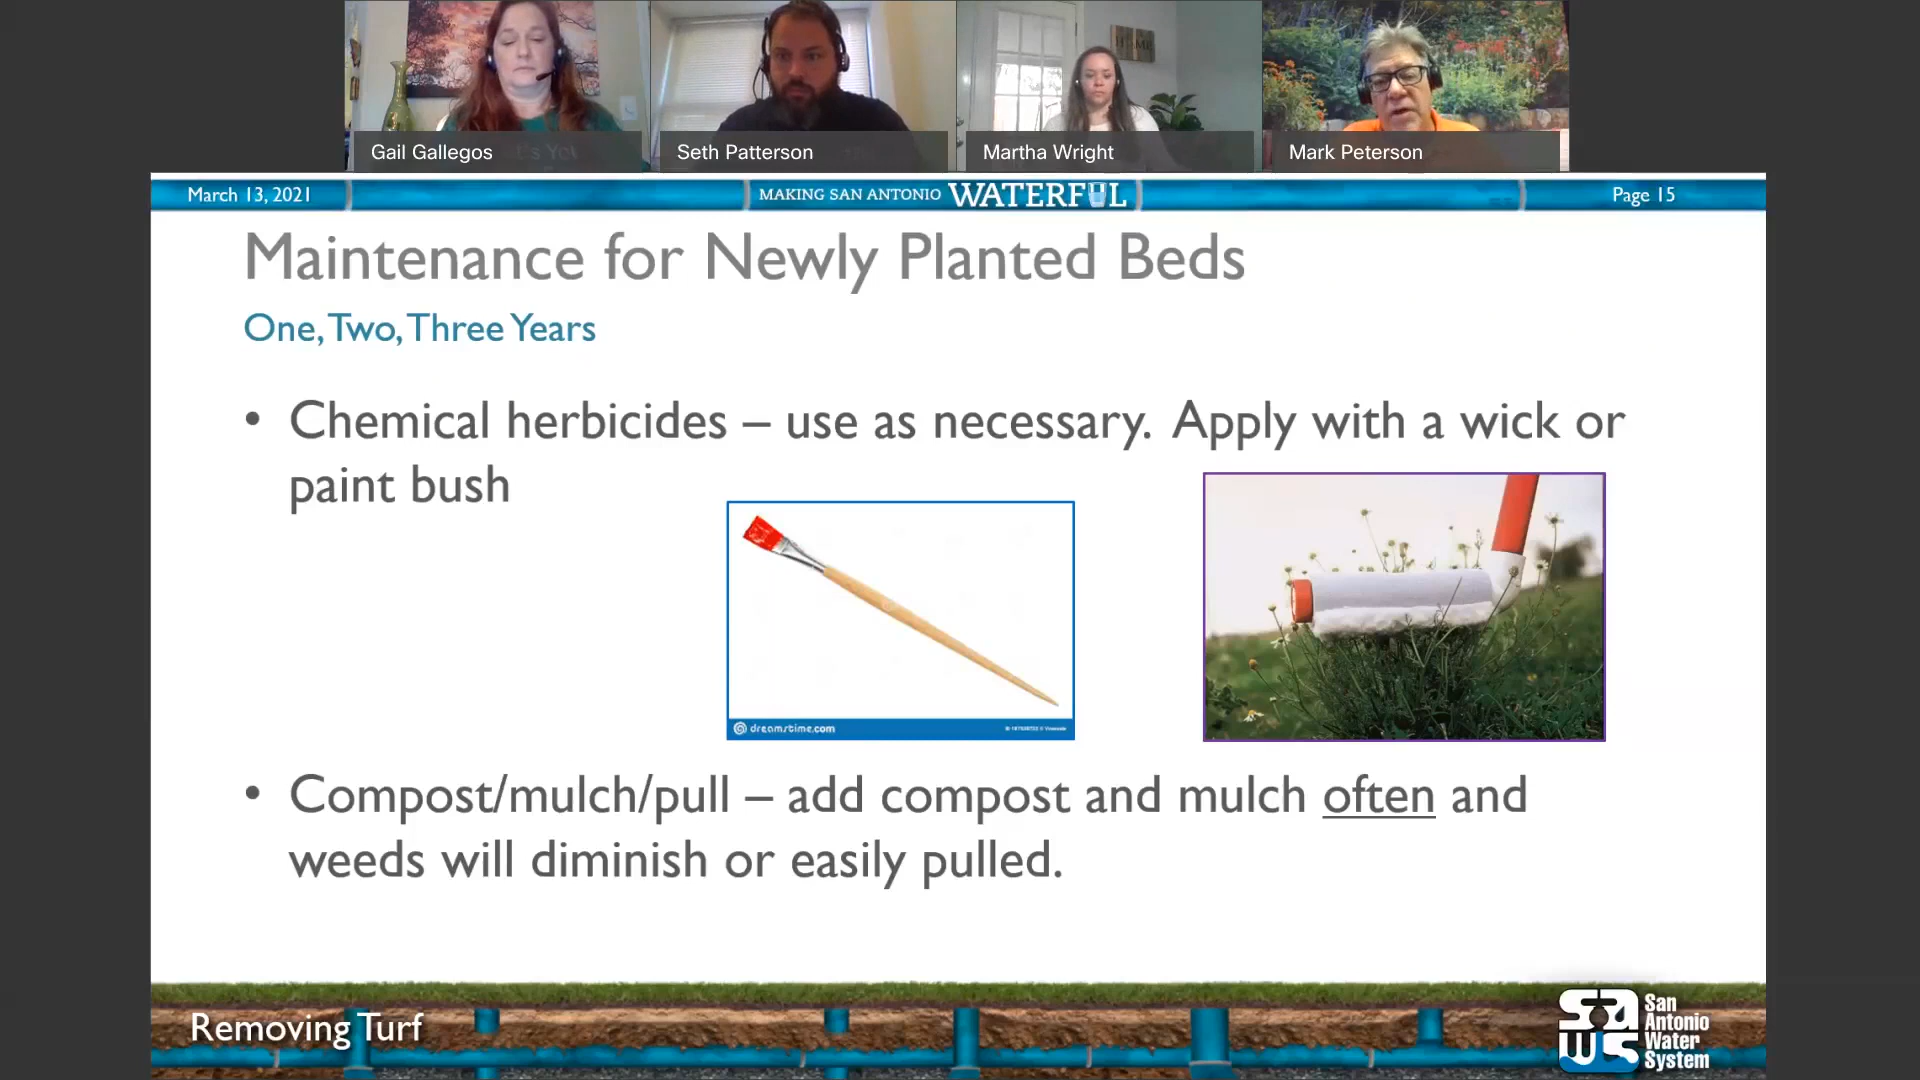 Gail Gallegos
Seth Patterson
Martha Wright
Mark Peterson
March 13, 2021
MAKING SAN ANTONIO WATERFUL
Page 15
Maintenance for Newly Planted Beds
One, Two, Three Years
• Chemical herbicides – use as necessary. Apply with a wick or
paint bush
dreamstime.com
• Compost/mulch/pull – add compost and mulch often and
weeds will diminish or easily pulled.
Removing Turf
San
Antonio
Water
System